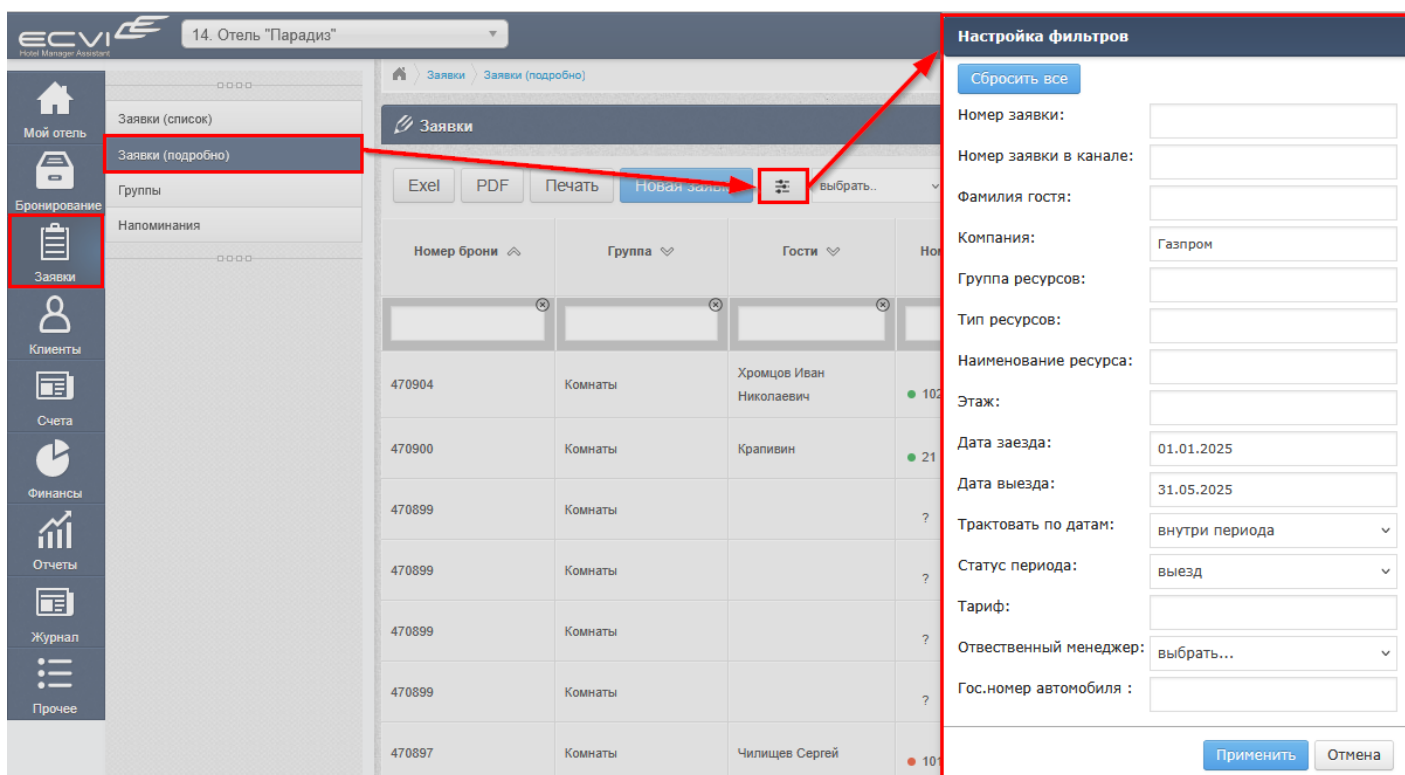 ECVI
Hotel Manager Assistant
14. Отель "Парадиз"
Мой отель
Бронирование
Заявки
Клиенты
Счета
Финансы
Отчеты
Журнал
Прочее
Заявки (список)
Заявки (подробно)
Группы
Напоминания
Заявки Заявки (подробно)
Заявки
Exel PDF Печать Новая заяв выбрать..
Номер брони Группа Гости Но
470904 Комнаты Хромцов Иван Николаевич 102
470900 Комнаты Крапивин 21
470899 Комнаты ?
470899 Комнаты ?
470899 Комнаты ?
470899 Комнаты ?
470897 Комнаты Чилищев Сергей 101
Настройка фильтров
Сбросить все
Номер заявки:
Номер заявки в канале:
Фамилия гостя:
Компания: Газпром
Группа ресурсов:
Тип ресурсов:
Наименование ресурса:
Этаж:
Дата заезда: 01.01.2025
Дата выезда: 31.05.2025
Трактовать по датам: внутри периода
Статус периода: выезд
Тариф:
Отвественный менеджер: выбрать...
Гос.номер автомобиля :
Применить Отмена